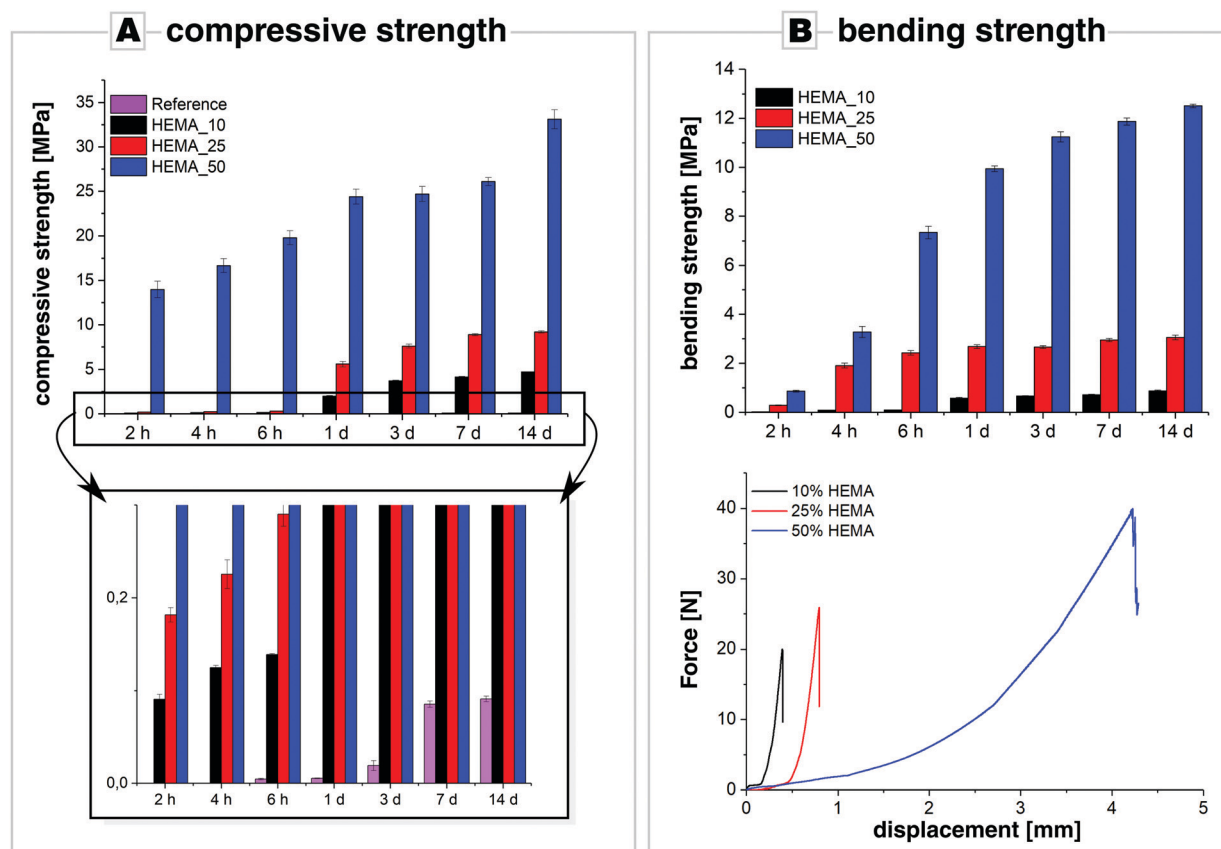 A compressive strength
compressive strength [MPa]
35
30
25
20
15
10
5
0
Reference
HEMA_10
HEMA_25
HEMA_50
2 h 4 h 6 h 1 d 3 d 7 d 14 d
0,2
0,0
2 h 4 h 6 h 1 d 3 d 7 d 14 d
B bending strength
bending strength [MPa]
14
12
10
8
6
4
2
0
HEMA_10
HEMA_25
HEMA_50
2 h 4 h 6 h 1 d 3 d 7 d 14 d
Force [N]
50
40
30
20
10
0
10% HEMA
25% HEMA
50% HEMA
0 1 2 3 4 5
displacement [mm]